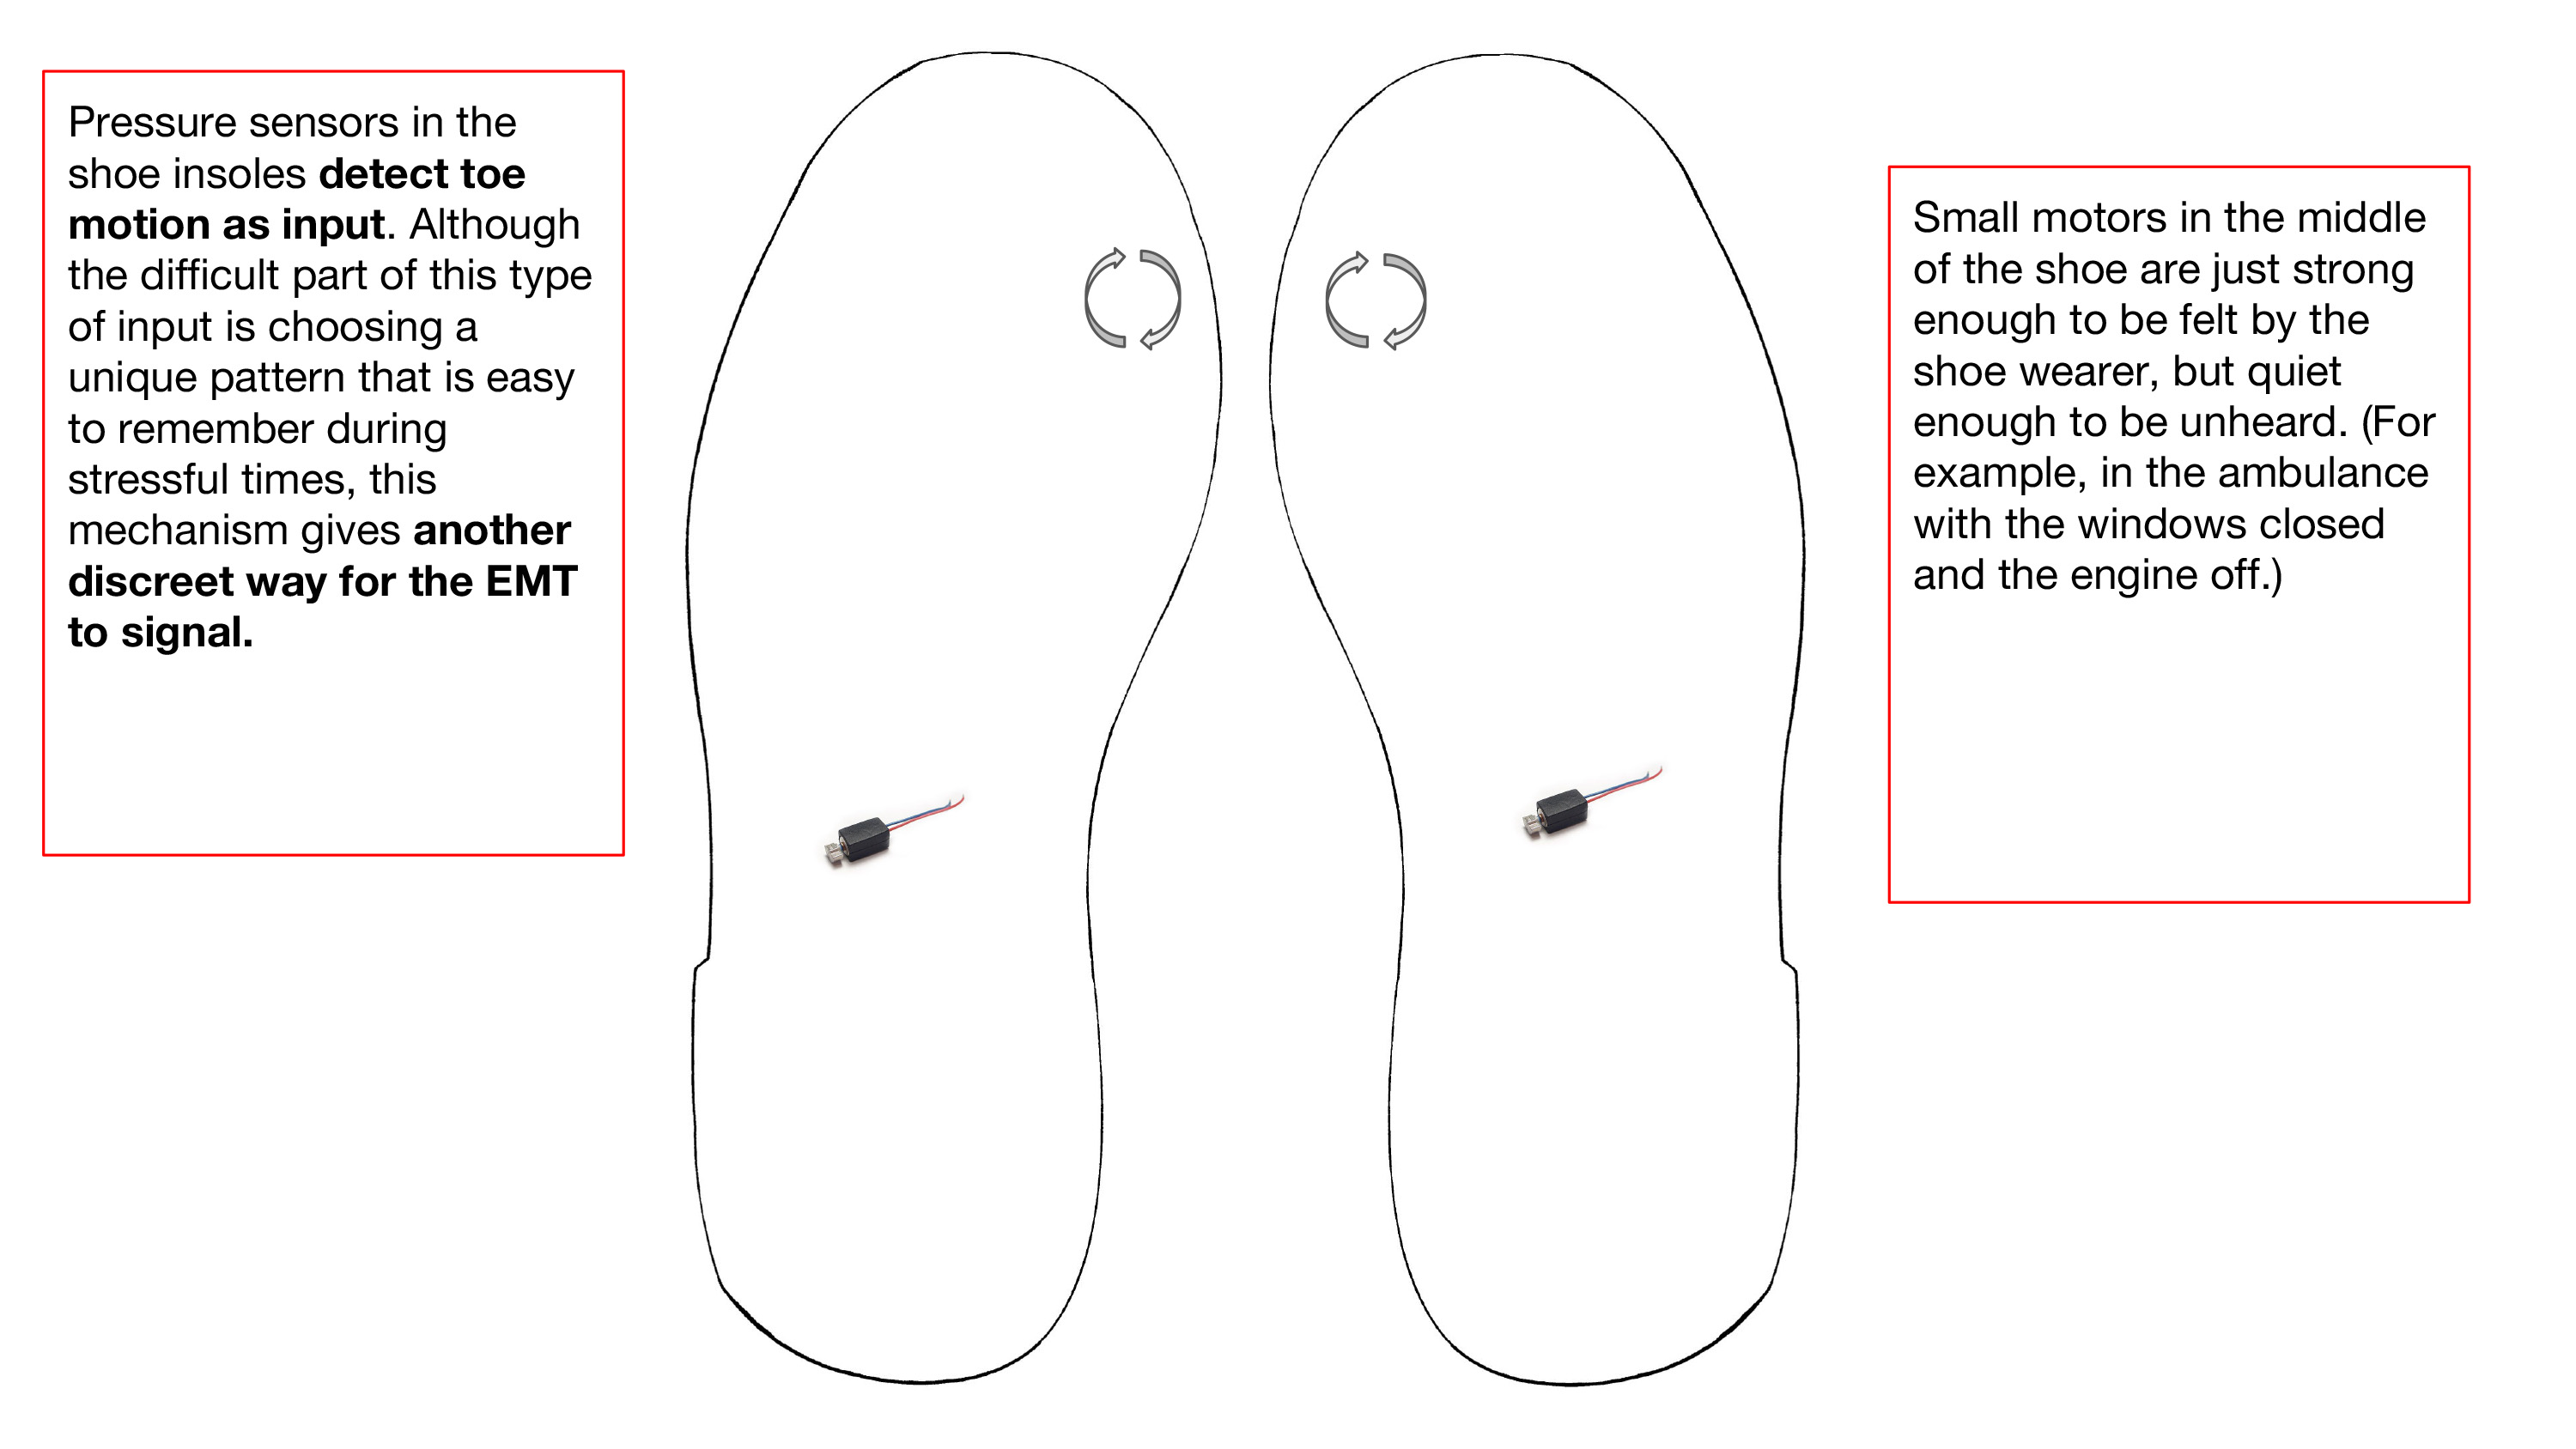 Pressure sensors in the
shoe insoles detect toe
motion as input. Although
the difficult part of this type
of input is choosing a
unique pattern that is easy
to remember during
stressful times, this
mechanism gives another
discreet way for the EMT
to signal.
Small motors in the middle
of the shoe are just strong
enough to be felt by the
shoe wearer, but quiet
enough to be unheard. (For
example, in the ambulance
with the windows closed
and the engine off.)